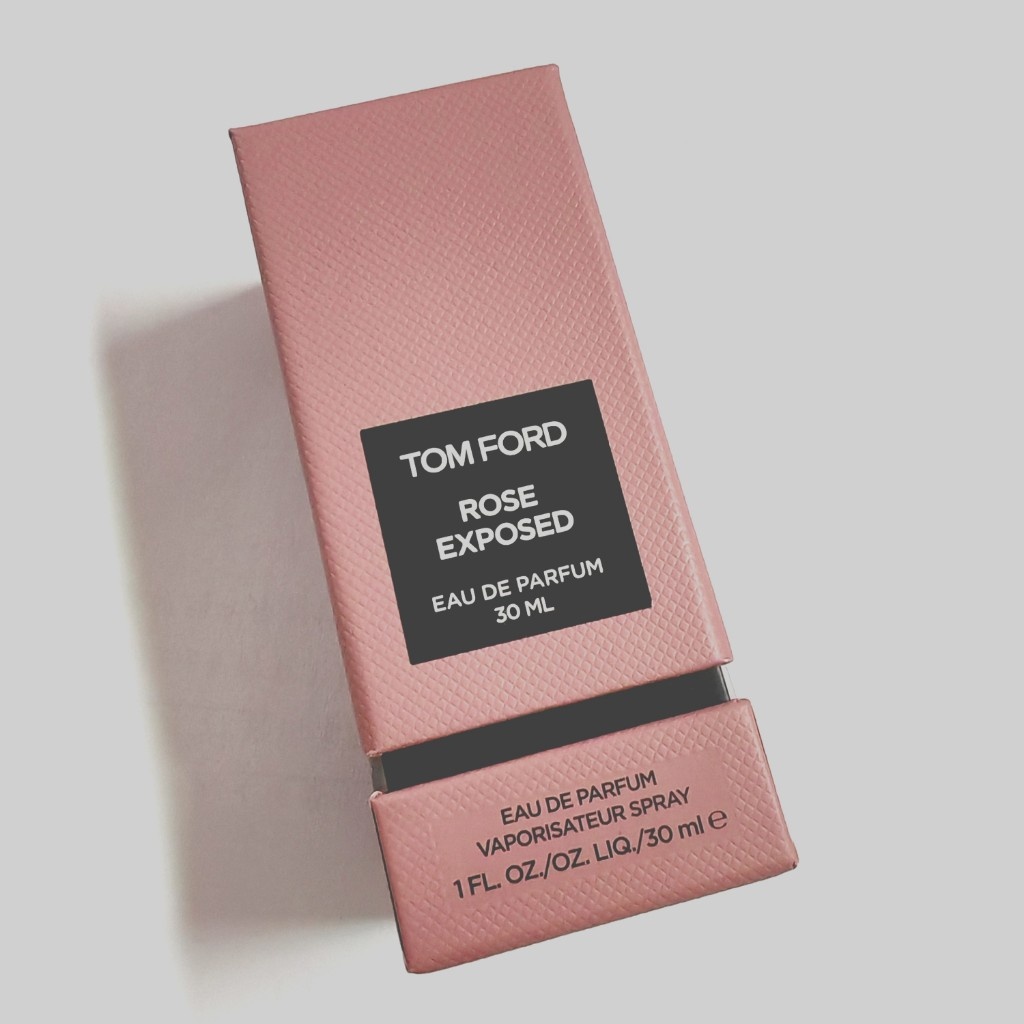 TOM FORD
ROSE
EXPOSED
EAU DE PARFUM
30 ML
EAU DE PARFUM
VAPORISATEUR SPRAY
1 FL. OZ./OZ. LIQ./30 ml ℮